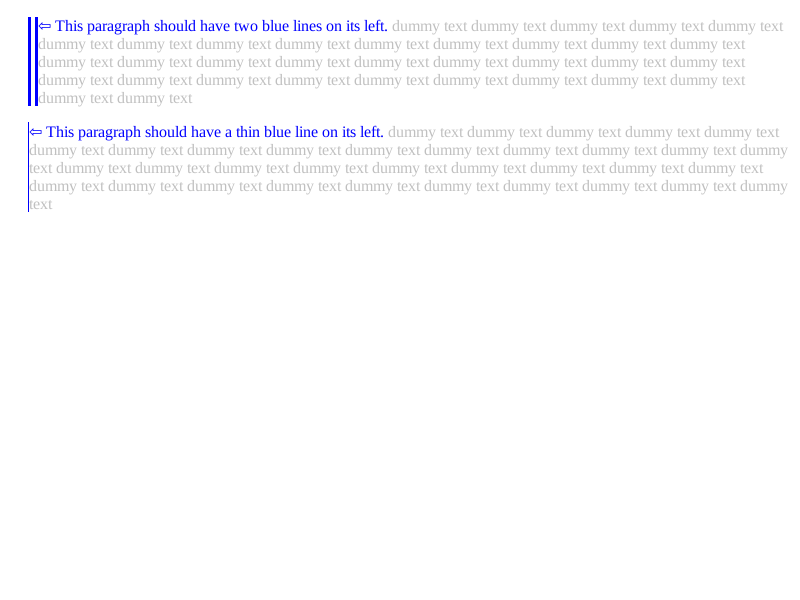 ⇦ This paragraph should have two blue lines on its left. dummy text dummy text dummy text dummy text dummy text
dummy text dummy text dummy text dummy text dummy text dummy text dummy text dummy text dummy text
dummy text dummy text dummy text dummy text dummy text dummy text dummy text dummy text dummy text
dummy text dummy text dummy text dummy text dummy text dummy text dummy text dummy text dummy text
dummy text dummy text
⇦ This paragraph should have a thin blue line on its left. dummy text dummy text dummy text dummy text dummy text
dummy text dummy text dummy text dummy text dummy text dummy text dummy text dummy text dummy text dummy
text dummy text dummy text dummy text dummy text dummy text dummy text dummy text dummy text dummy text
dummy text dummy text dummy text dummy text dummy text dummy text dummy text dummy text dummy text dummy
text